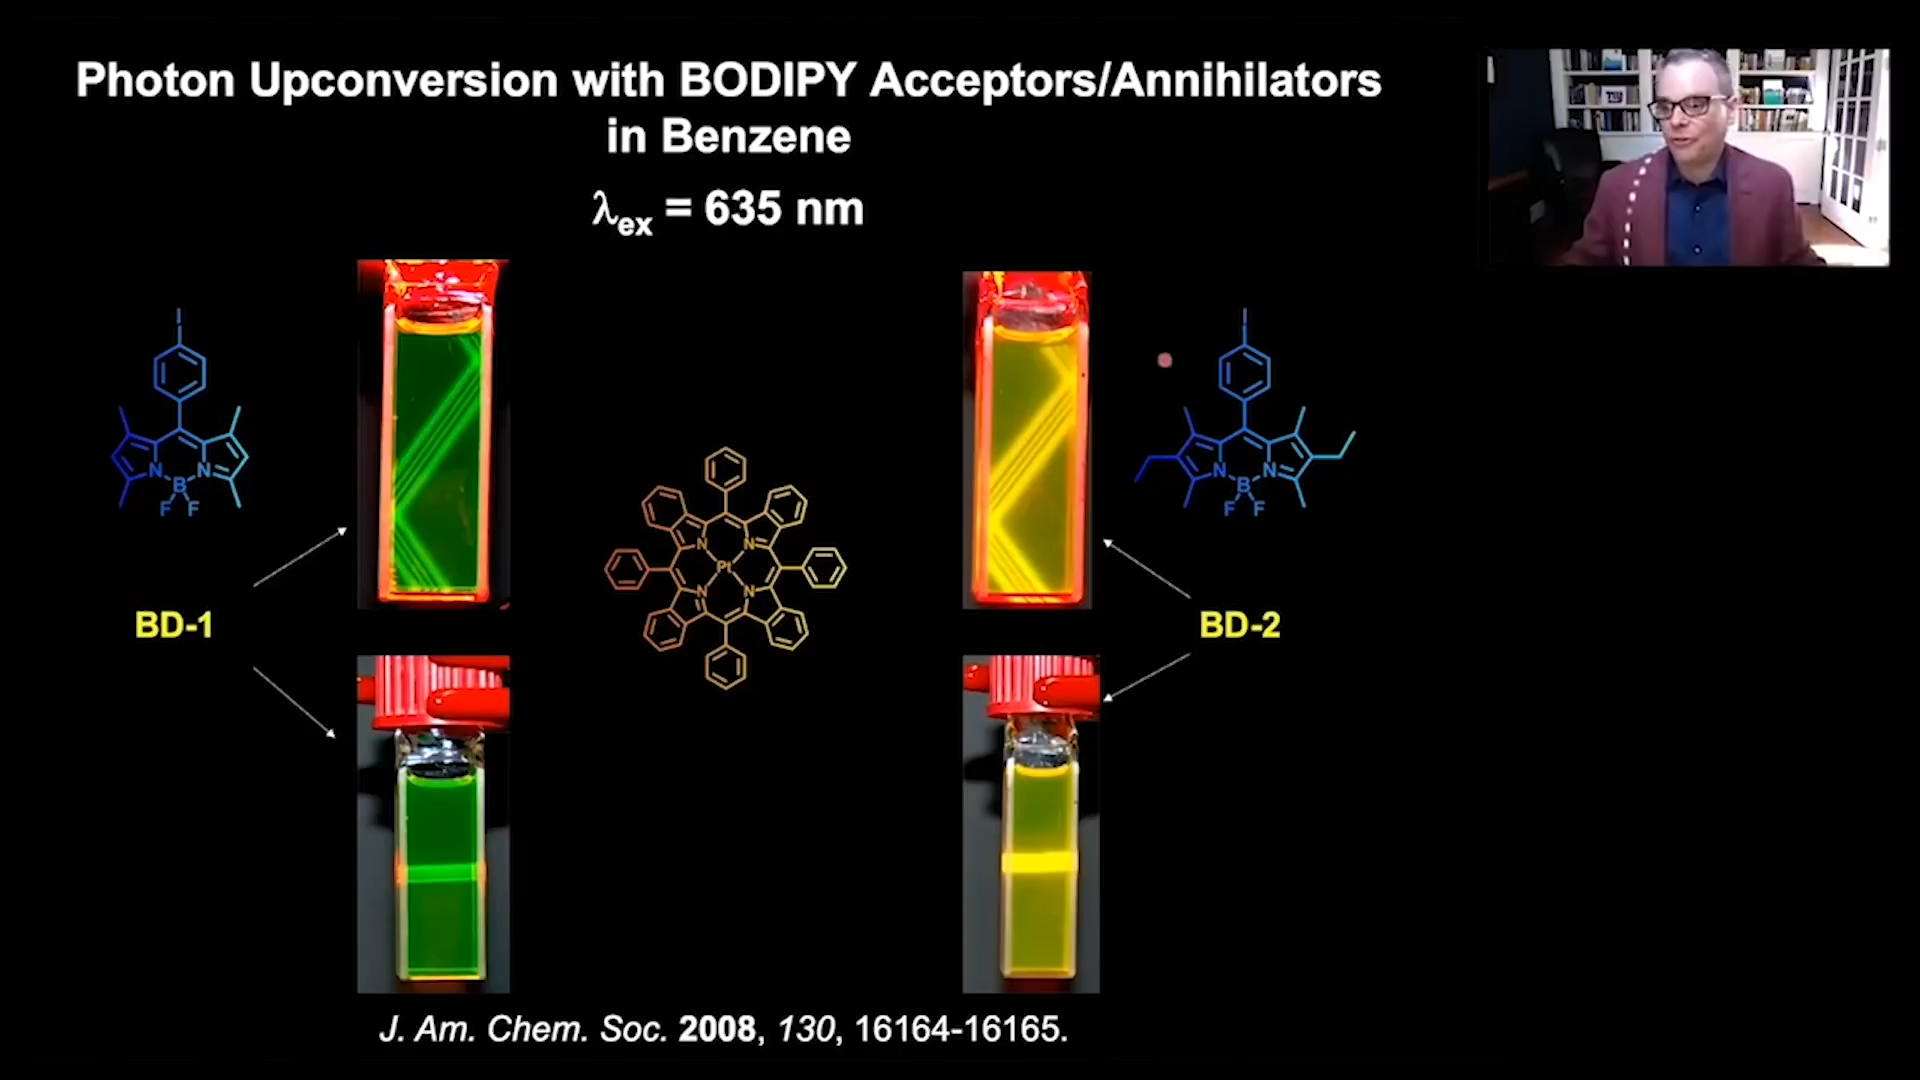 Photon Upconversion with BODIPY Acceptors/Annihilators
in Benzene
λex = 635 nm
I
N
B
N
F
F
BD-1
N
N
Pt
N
N
I
N
B
N
F
F
BD-2
J. Am. Chem. Soc. 2008, 130, 16164-16165.